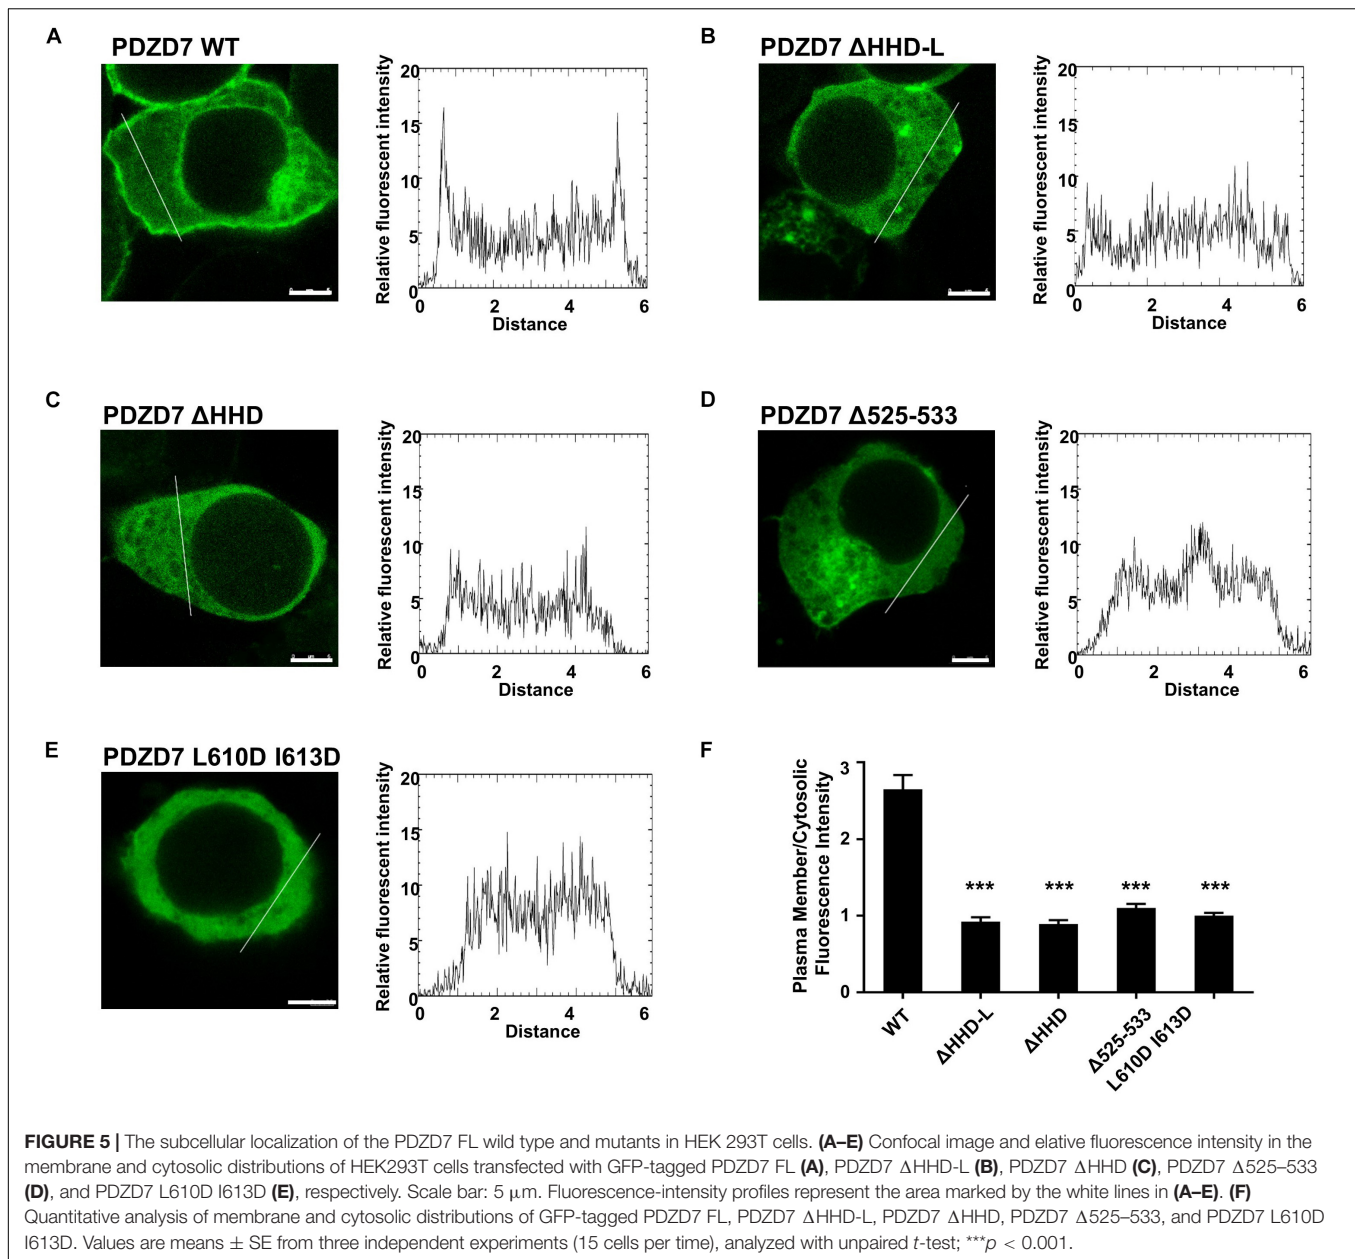 A
PDZD7 WT
20
15
10
5
0
Relative fluorescent intensity
0 2 4 6
Distance
B
PDZD7 ΔHHD-L
20
15
10
5
0
Relative fluorescent intensity
0 2 4 6
Distance
C
PDZD7 ΔHHD
20
15
10
5
0
Relative fluorescent intensity
0 2 4 6
Distance
D
PDZD7 Δ525-533
20
15
10
5
0
Relative fluorescent intensity
0 2 4 6
Distance
E
PDZD7 L610D I613D
20
15
10
5
0
Relative fluorescent intensity
0 2 4 6
Distance
F
Plasma Member/Cytosolic
Fluorescence Intensity
3
2
1
0
*** *** *** ***
WT
ΔHHD-L
ΔHHD
Δ525-533
L610D I613D
FIGURE 5 | The subcellular localization of the PDZD7 FL wild type and mutants in HEK 293T cells. (A–E) Confocal image and elative fluorescence intensity in the
membrane and cytosolic distributions of HEK293T cells transfected with GFP-tagged PDZD7 FL (A), PDZD7 ΔHHD-L (B), PDZD7 ΔHHD (C), PDZD7 Δ525–533
(D), and PDZD7 L610D I613D (E), respectively. Scale bar: 5 μm. Fluorescence-intensity profiles represent the area marked by the white lines in (A–E). (F)
Quantitative analysis of membrane and cytosolic distributions of GFP-tagged PDZD7 FL, PDZD7 ΔHHD-L, PDZD7 ΔHHD, PDZD7 Δ525–533, and PDZD7 L610D
I613D. Values are means ± SE from three independent experiments (15 cells per time), analyzed with unpaired t-test; ***p < 0.001.